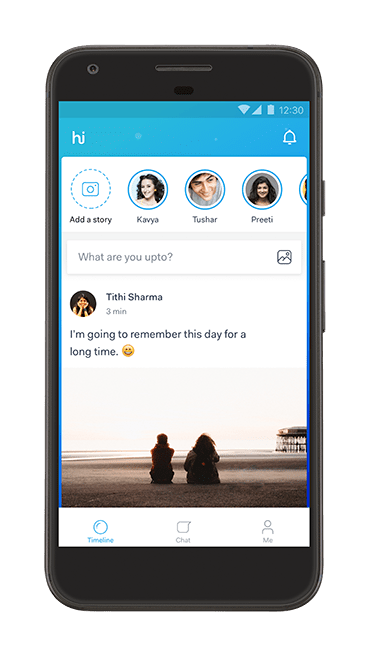 12:30
hi
Add a story
Kavya
Tushar
Preeti
What are you upto?
Tithi Sharma
3 min
I'm going to remember this day for a
long time. 😀
Timeline
Chat
Me